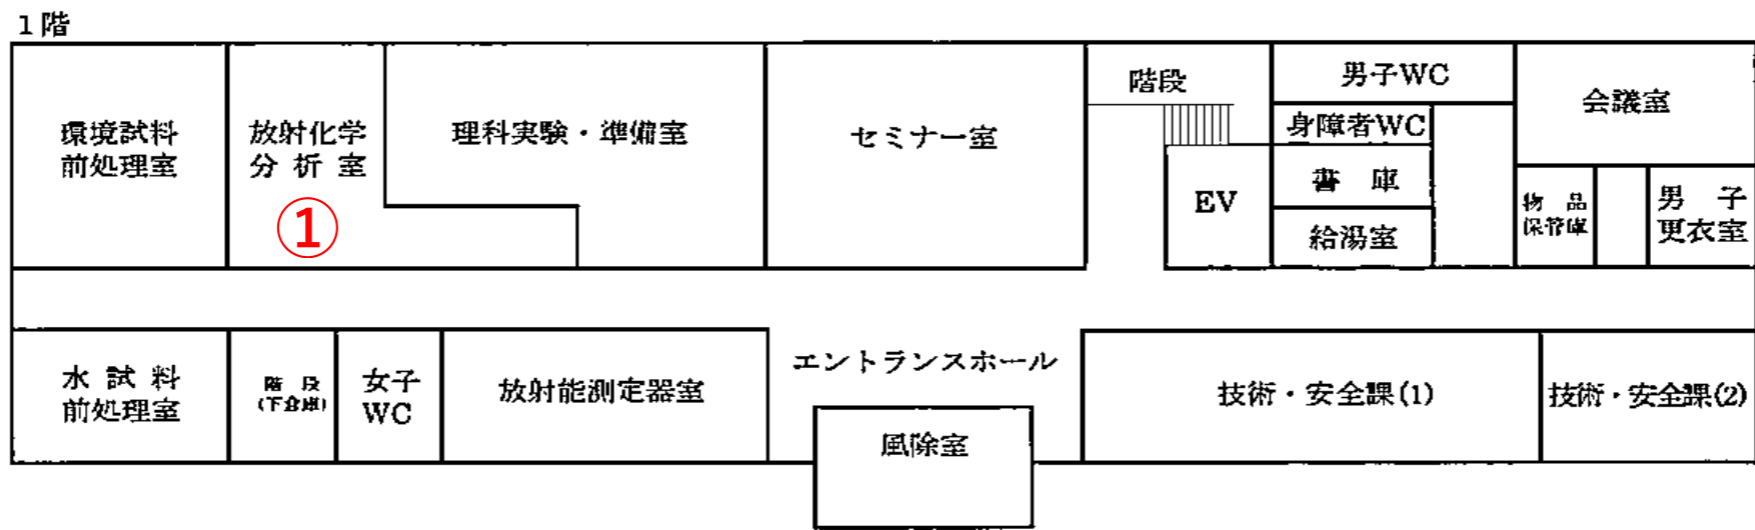 1階
環境試料
前処理室
放射化学
分析室
①
理科実験・準備室
セミナー室
階段
EV
男子WC
身障者WC
書庫
給湯室
会議室
物品
保管庫
男子
更衣室
水試料
前処理室
階段
(下倉庫)
女子
WC
放射能測定器室
エントランスホール
風除室
技術・安全課(1)
技術・安全課(2)